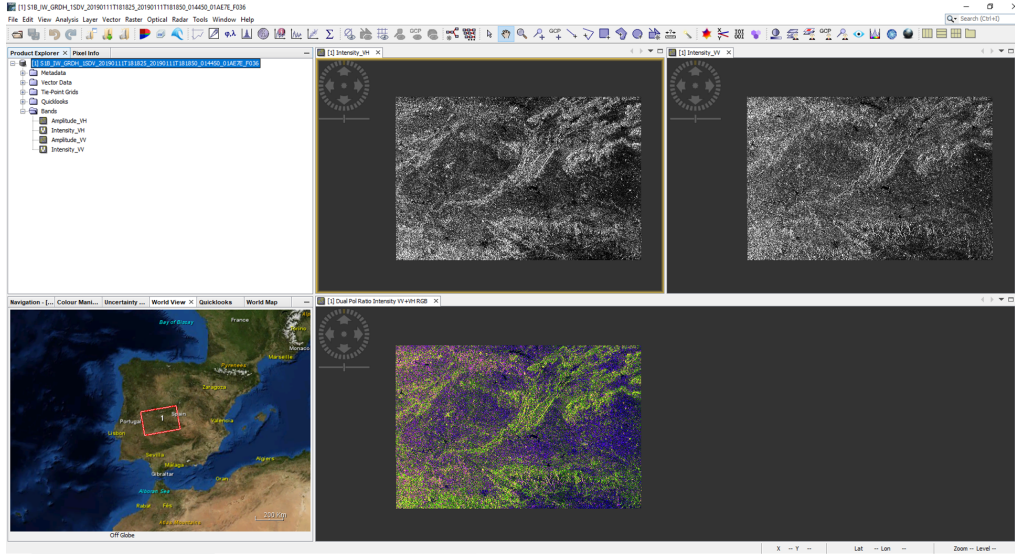 [1] S1B_IW_GRDH_1SDV_20190111T181825_20190111T181850_014450_01AE7E_F036
File Edit View Analysis Layer Vector Raster Optical Radar Tools Window Help
Search (Ctrl+I)
Product Explorer × Pixel Info
[1] S1B_IW_GRDH_1SDV_20190111T181825_20190111T181850_014450_01AE7E_F036
Metadata
Vector Data
Tie-Point Grids
Quicklooks
Bands
Amplitude_VH
Intensity_VH
Amplitude_VV
Intensity_VV
[1] Intensity_VH ×
[1] Intensity_VV ×
Navigation - [... Colour Mani... Uncertainty ... World View × Quicklooks World Map
Bay of Biscay
France
Monaco
Marseille
Pyrenees
Zaragoza
1
Spain
Portugal
Valencia
Lisbon
Sevilla
Malaga
Gibraltar
Algiers
Oran
Alboran Sea
Rabat
Fes
200 Km
Off Globe
[1] Dual Pol Ratio Intensity VV+VH RGB ×
X -- Y --
Lat -- Lon --
Zoom -- Level --